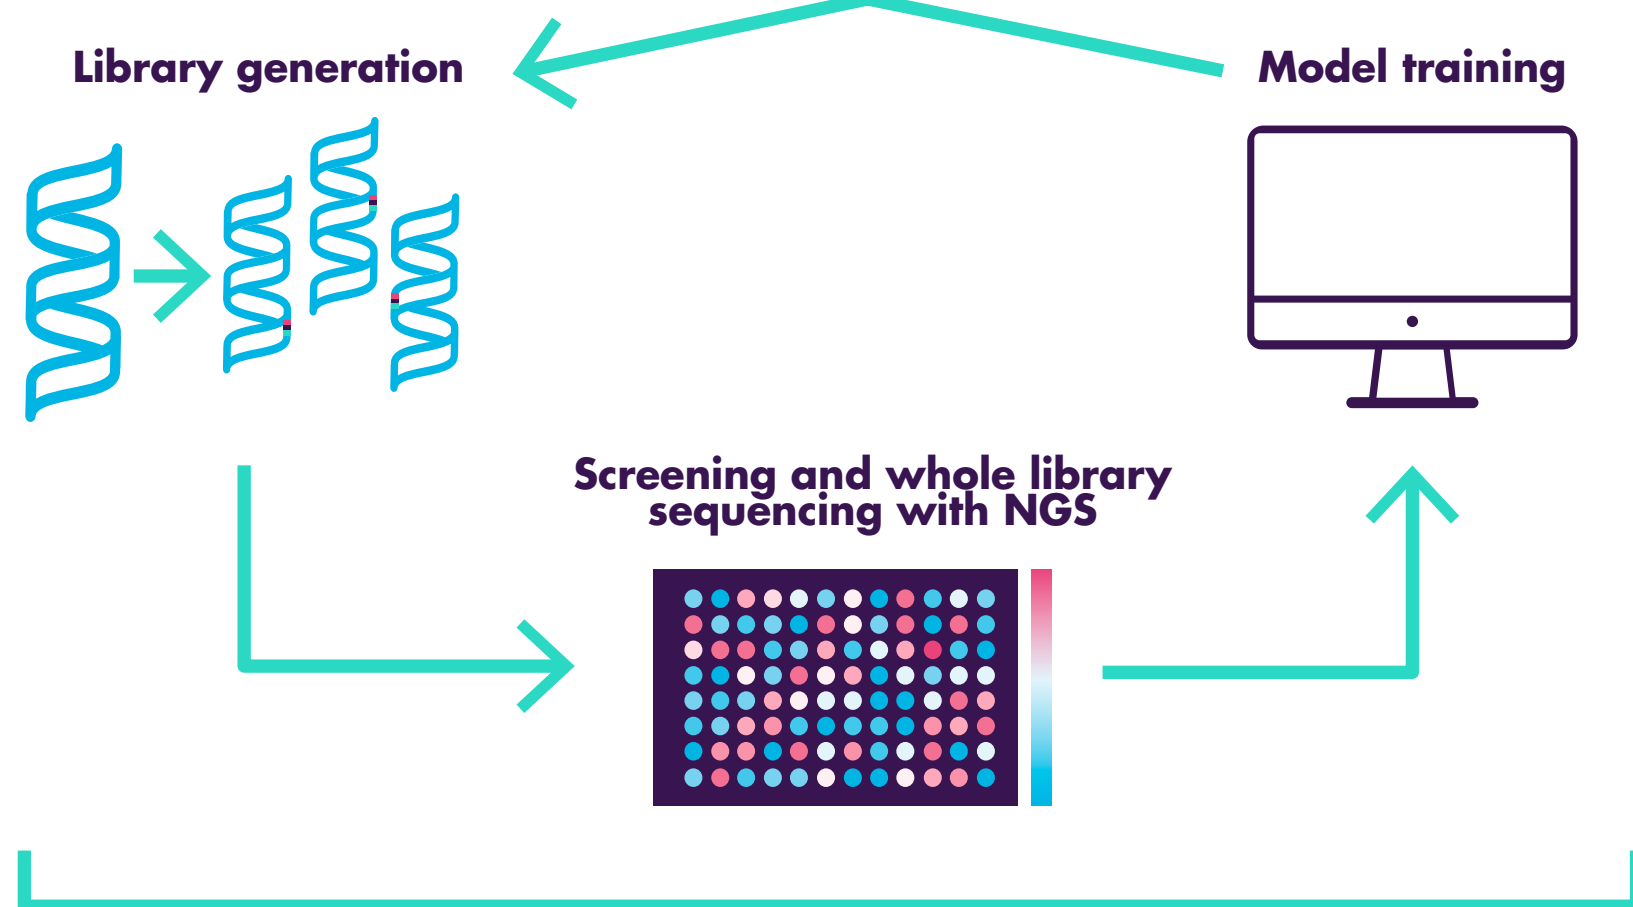 Library generation
Model training
Screening and whole library
sequencing with NGS